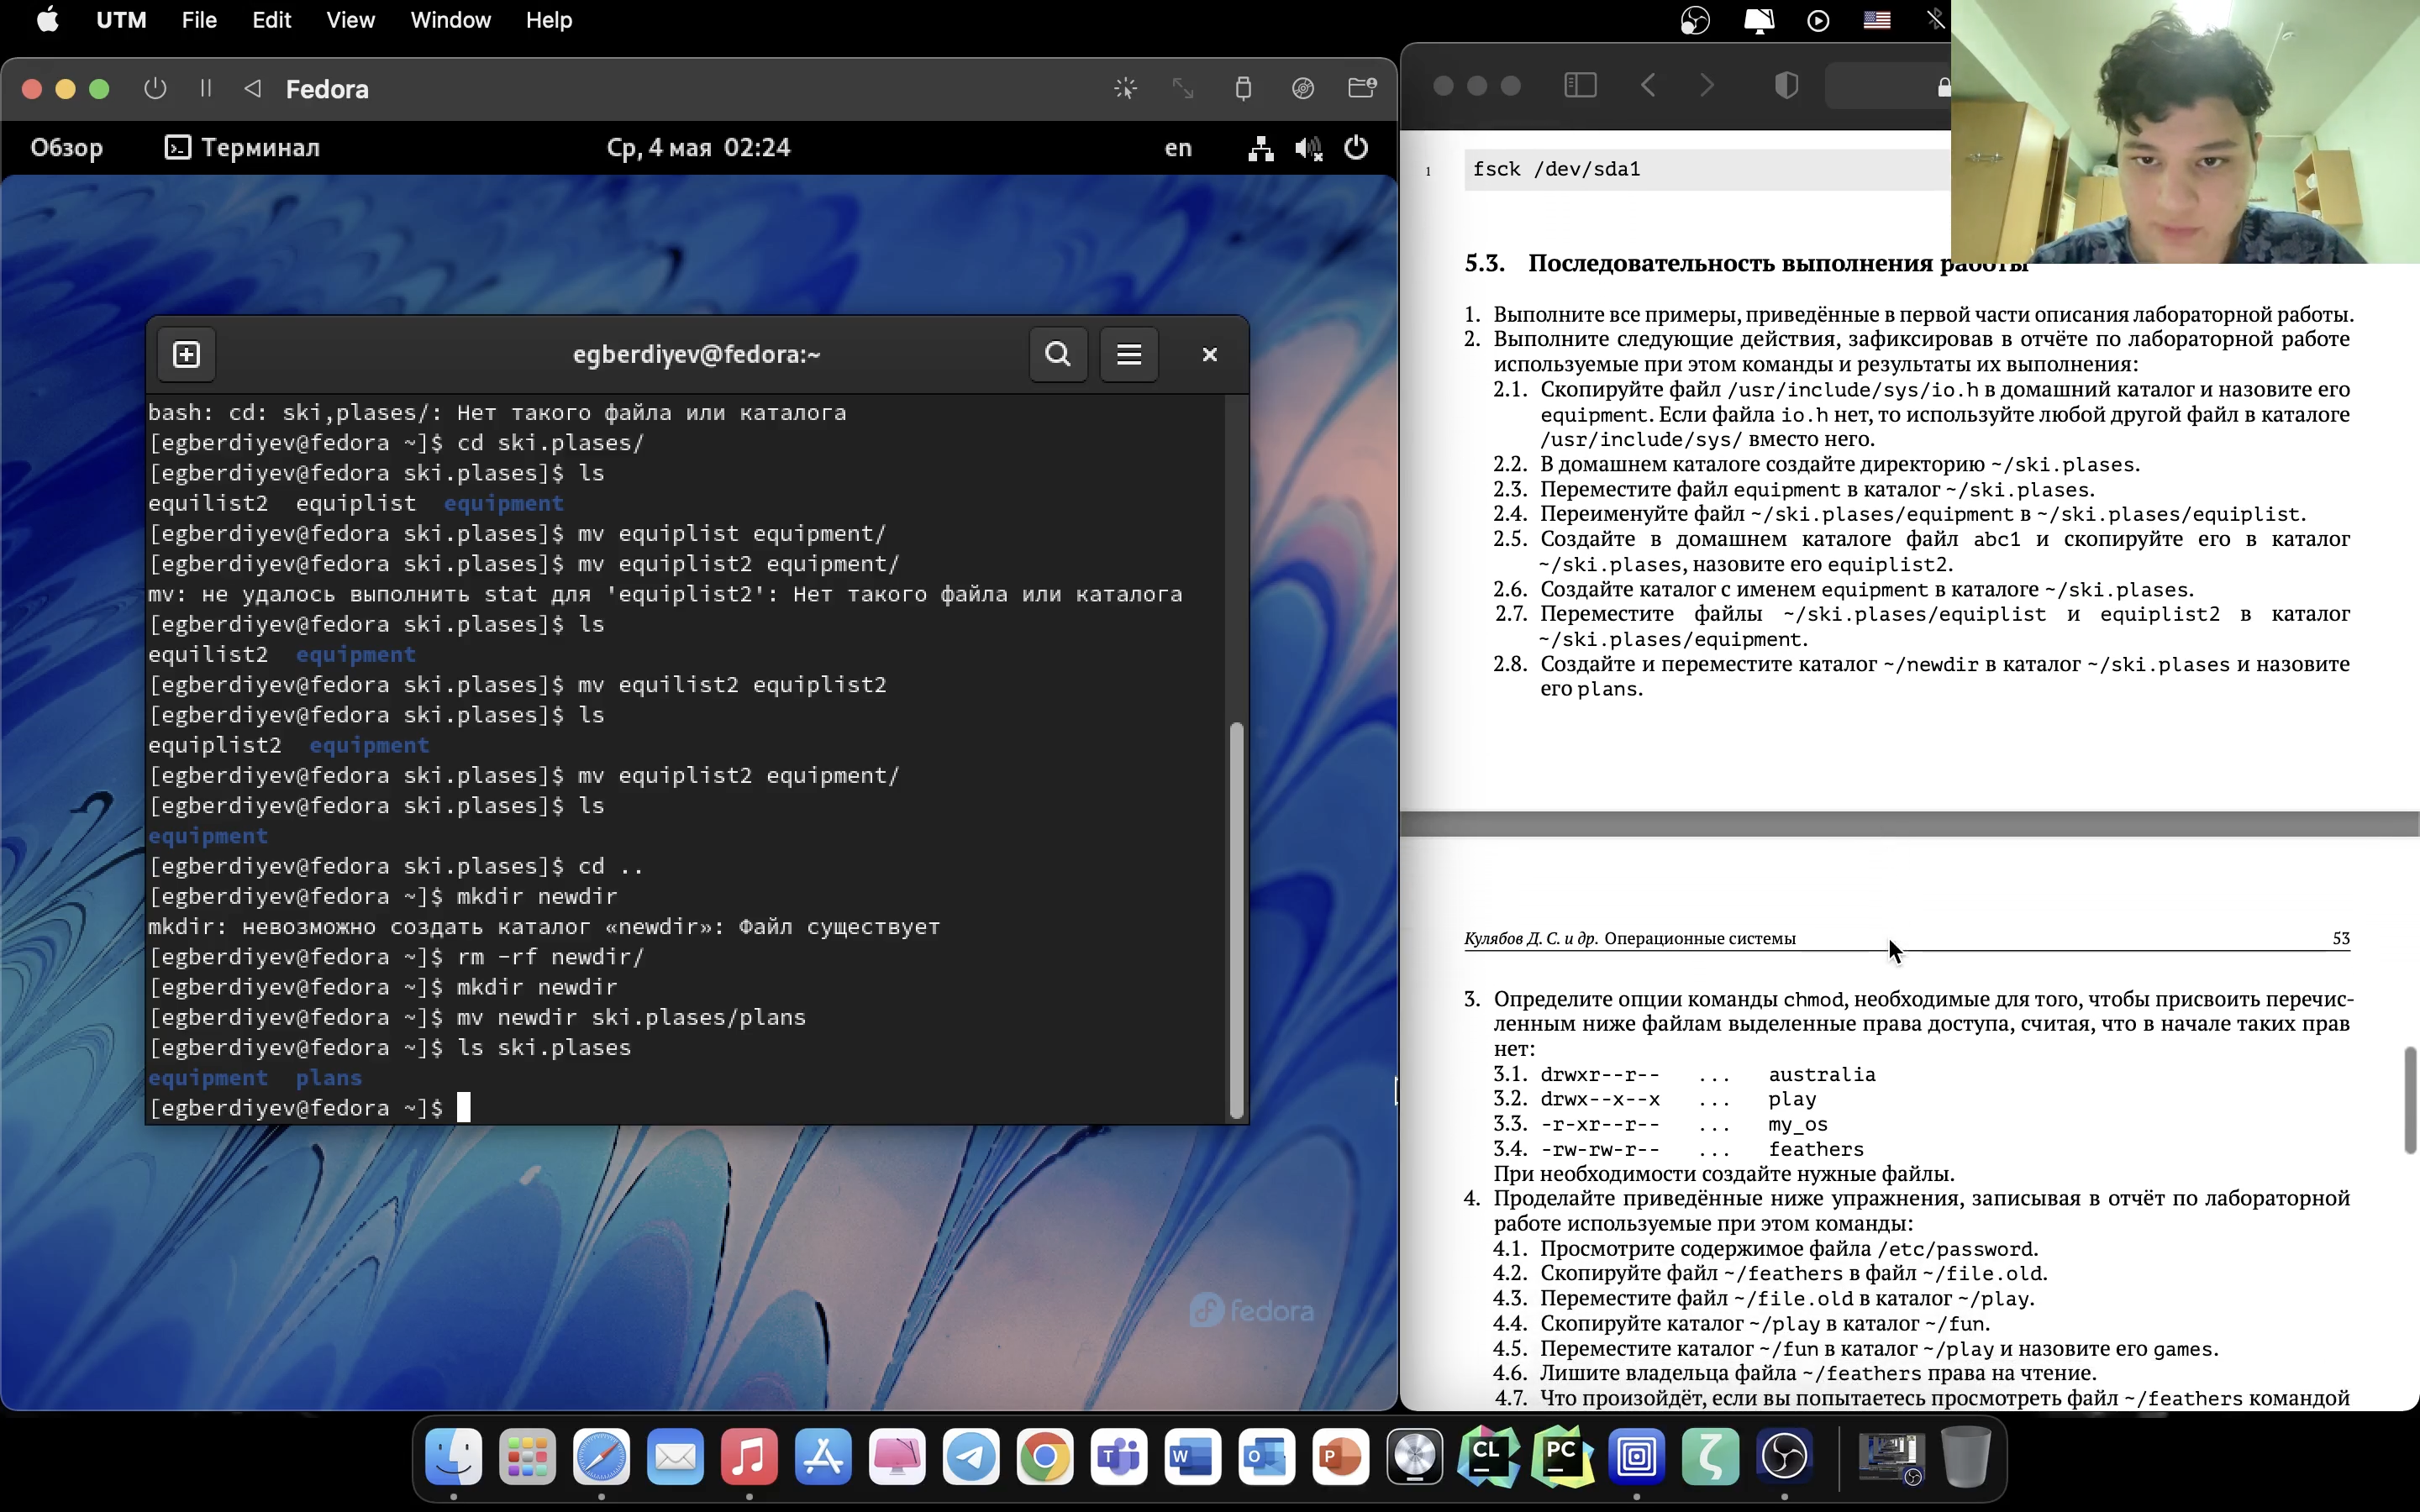 UTM File Edit View Window Help
Fedora
Обзор Терминал Ср, 4 мая 02:24 en
egberdiyev@fedora:~
bash: cd: ski,plases/: Нет такого файла или каталога
[egberdiyev@fedora ~]$ cd ski.plases/
[egberdiyev@fedora ski.plases]$ ls
equilist2 equiplist equipment
[egberdiyev@fedora ski.plases]$ mv equiplist equipment/
[egberdiyev@fedora ski.plases]$ mv equiplist2 equipment/
mv: не удалось выполнить stat для 'equiplist2': Нет такого файла или каталога
[egberdiyev@fedora ski.plases]$ ls
equilist2 equipment
[egberdiyev@fedora ski.plases]$ mv equilist2 equiplist2
[egberdiyev@fedora ski.plases]$ ls
equiplist2 equipment
[egberdiyev@fedora ski.plases]$ mv equiplist2 equipment/
[egberdiyev@fedora ski.plases]$ ls
equipment
[egberdiyev@fedora ski.plases]$ cd ..
[egberdiyev@fedora ~]$ mkdir newdir
mkdir: невозможно создать каталог «newdir»: Файл существует
[egberdiyev@fedora ~]$ rm -rf newdir/
[egberdiyev@fedora ~]$ mkdir newdir
[egberdiyev@fedora ~]$ mv newdir ski.plases/plans
[egberdiyev@fedora ~]$ ls ski.plases
equipment plans
[egberdiyev@fedora ~]$
fedora
1 fsck /dev/sda1
5.3. Последовательность выполнения работы
1. Выполните все примеры, приведённые в первой части описания лабораторной работы.
2. Выполните следующие действия, зафиксировав в отчёте по лабораторной работе
используемые при этом команды и результаты их выполнения:
2.1. Скопируйте файл /usr/include/sys/io.h в домашний каталог и назовите его
equipment. Если файла io.h нет, то используйте любой другой файл в каталоге
/usr/include/sys/ вместо него.
2.2. В домашнем каталоге создайте директорию ~/ski.plases.
2.3. Переместите файл equipment в каталог ~/ski.plases.
2.4. Переименуйте файл ~/ski.plases/equipment в ~/ski.plases/equiplist.
2.5. Создайте в домашнем каталоге файл abc1 и скопируйте его в каталог
~/ski.plases, назовите его equiplist2.
2.6. Создайте каталог с именем equipment в каталоге ~/ski.plases.
2.7. Переместите файлы ~/ski.plases/equiplist и equiplist2 в каталог
~/ski.plases/equipment.
2.8. Создайте и переместите каталог ~/newdir в каталог ~/ski.plases и назовите
его plans.
Кулябов Д. С. и др. Операционные системы 53
3. Определите опции команды chmod, необходимые для того, чтобы присвоить перечис-
ленным ниже файлам выделенные права доступа, считая, что в начале таких прав
нет:
3.1. drwxr--r-- ... australia
3.2. drwx--x--x ... play
3.3. -r-xr--r-- ... my_os
3.4. -rw-rw-r-- ... feathers
При необходимости создайте нужные файлы.
4. Проделайте приведённые ниже упражнения, записывая в отчёт по лабораторной
работе используемые при этом команды:
4.1. Просмотрите содержимое файла /etc/password.
4.2. Скопируйте файл ~/feathers в файл ~/file.old.
4.3. Переместите файл ~/file.old в каталог ~/play.
4.4. Скопируйте каталог ~/play в каталог ~/fun.
4.5. Переместите каталог ~/fun в каталог ~/play и назовите его games.
4.6. Лишите владельца файла ~/feathers права на чтение.
4.7. Что произойдёт, если вы попытаетесь просмотреть файл ~/feathers командой
T W O P CL PC